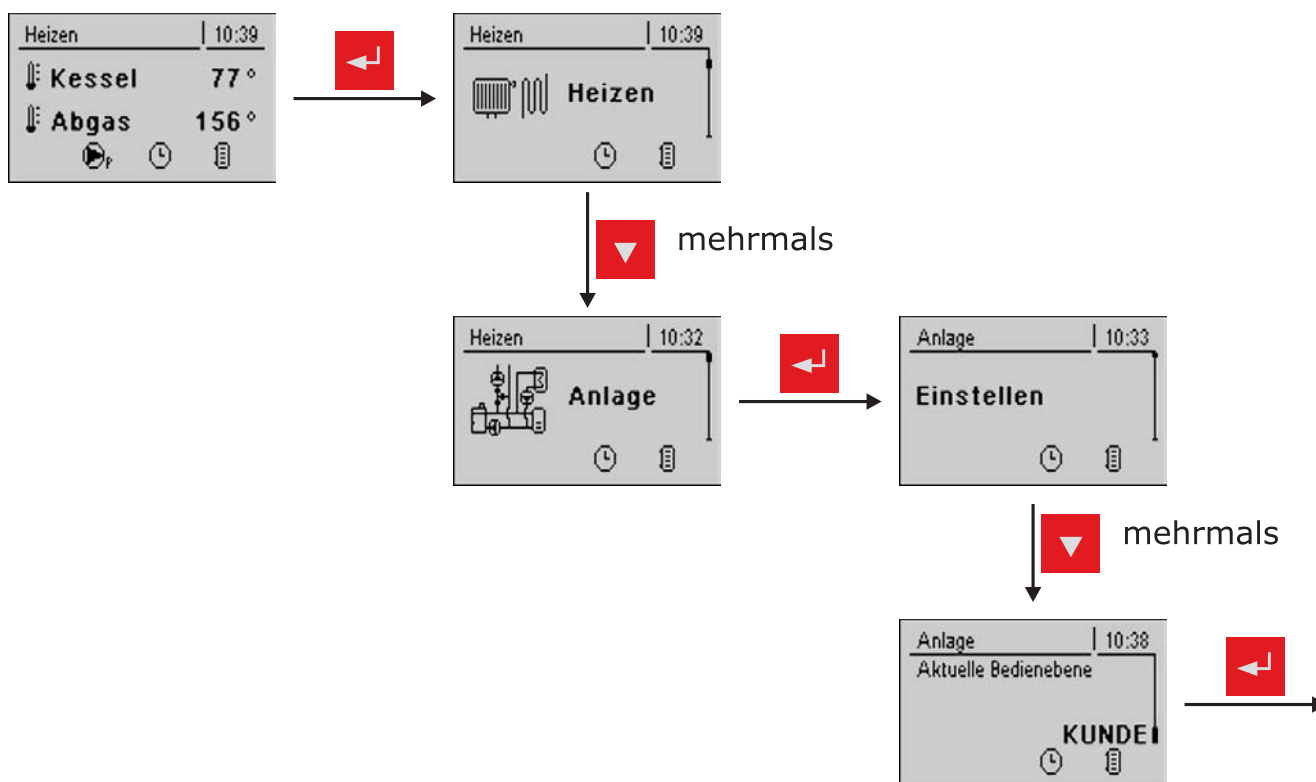 Heizen 10:39
Kessel 77°
Abgas 156°
P
Heizen 10:39
Heizen
mehrmals
Heizen 10:32
Anlage
Anlage 10:33
Einstellen
mehrmals
Anlage 10:38
Aktuelle Bedienebene
KUNDE